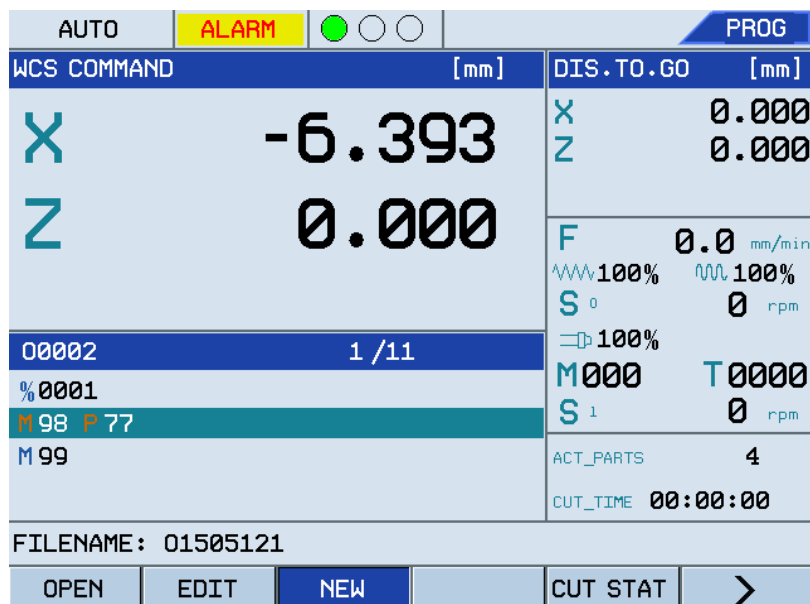 AUTO ALARM PROG
WCS COMMAND [mm]
X -6.393
Z 0.000
DIS.TO.GO [mm]
X 0.000
Z 0.000
F 0.0 mm/min
100% 100%
S 0 0 rpm
100%
M000 T0000
S 1 0 rpm
ACT_PARTS 4
CUT_TIME 00:00:00
O0002 1/11
%0001
M98 P77
M99
FILENAME: O1505121
OPEN EDIT NEW CUT STAT >